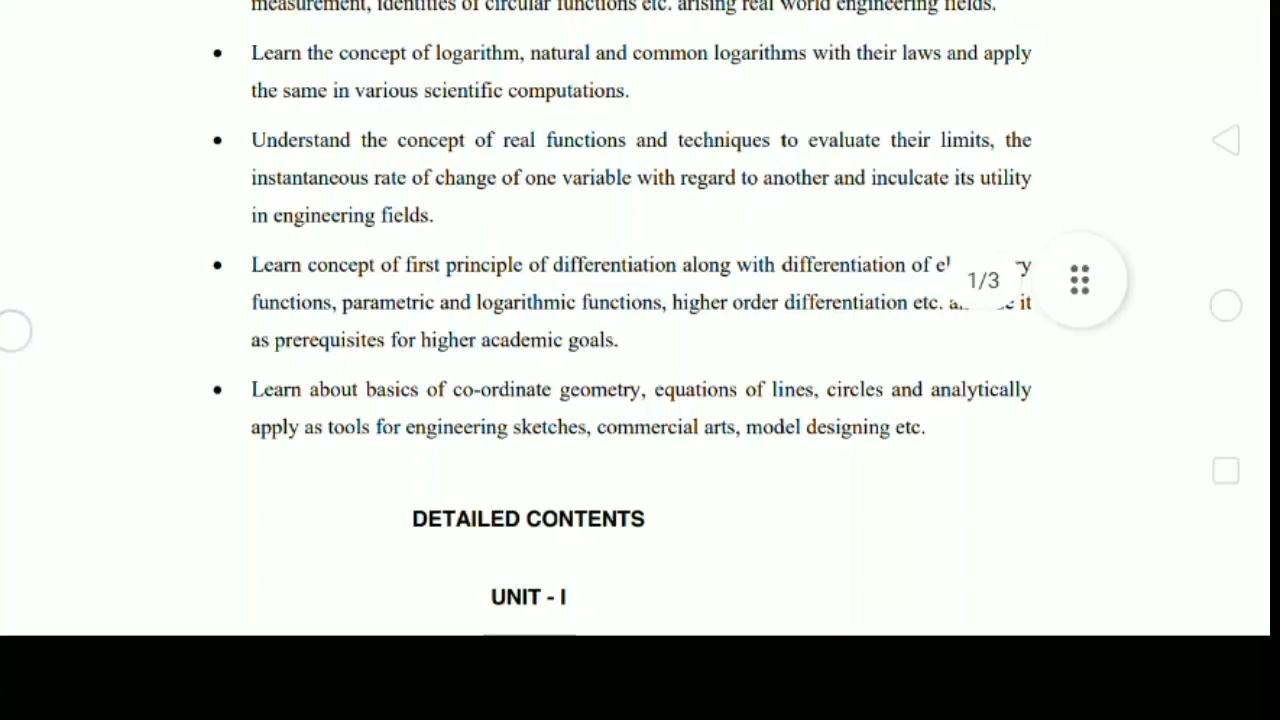 measurement, identities of circular functions etc. arising real world engineering fields.
• Learn the concept of logarithm, natural and common logarithms with their laws and apply
the same in various scientific computations.
• Understand the concept of real functions and techniques to evaluate their limits, the
instantaneous rate of change of one variable with regard to another and inculcate its utility
in engineering fields.
• Learn concept of first principle of differentiation along with differentiation of
functions, parametric and logarithmic functions, higher order differentiation etc. it
as prerequisites for higher academic goals.
1/3
• Learn about basics of co-ordinate geometry, equations of lines, circles and analytically
apply as tools for engineering sketches, commercial arts, model designing etc.
DETAILED CONTENTS
UNIT - I